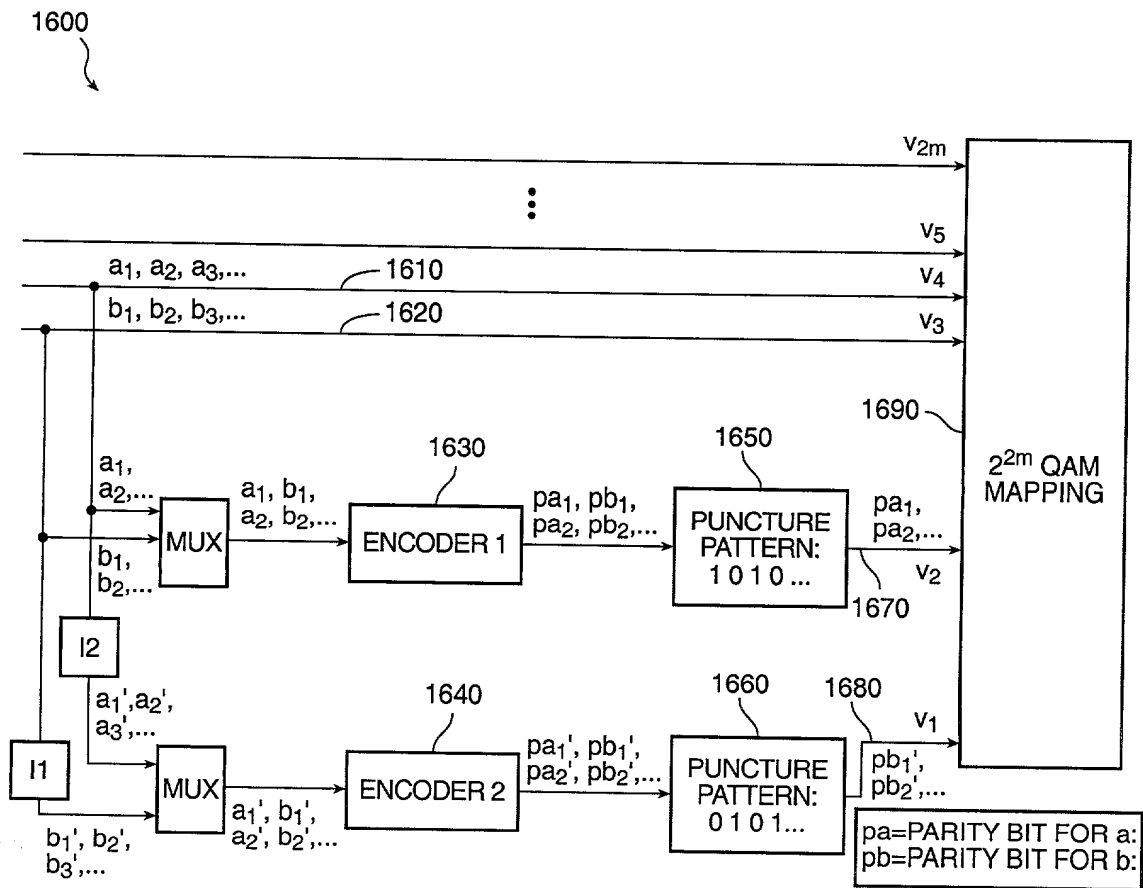 1600
v2m
v5
a1, a2, a3,...
1610
v4
b1, b2, b3,...
1620
v3
1690
2^2m QAM
MAPPING
a1,
a2,...
b1,
b2,...
MUX
a1, b1,
a2, b2,...
1630
ENCODER 1
pa1, pb1,
pa2, pb2,...
1650
PUNCTURE
PATTERN:
1 0 1 0 ...
pa1,
pa2,...
v2
1670
I2
a1',a2',
a3',...
I1
b1', b2',
b3',...
MUX
a1', b1',
a2', b2',...
1640
ENCODER 2
pa1', pb1',
pa2', pb2',...
1660
PUNCTURE
PATTERN:
0 1 0 1...
1680
v1
pb1',
pb2',...
pa=PARITY BIT FOR a:
pb=PARITY BIT FOR b: